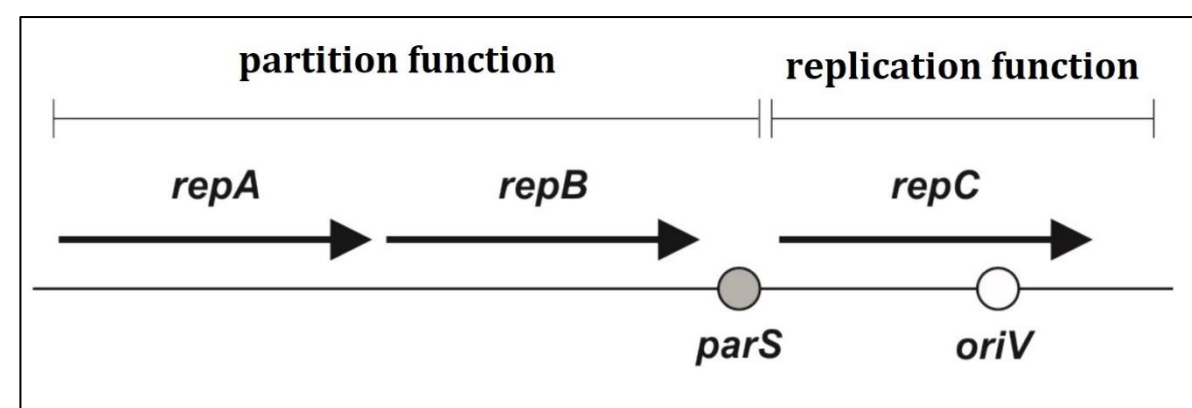 partition function replication function
repA repB repC
parS oriV